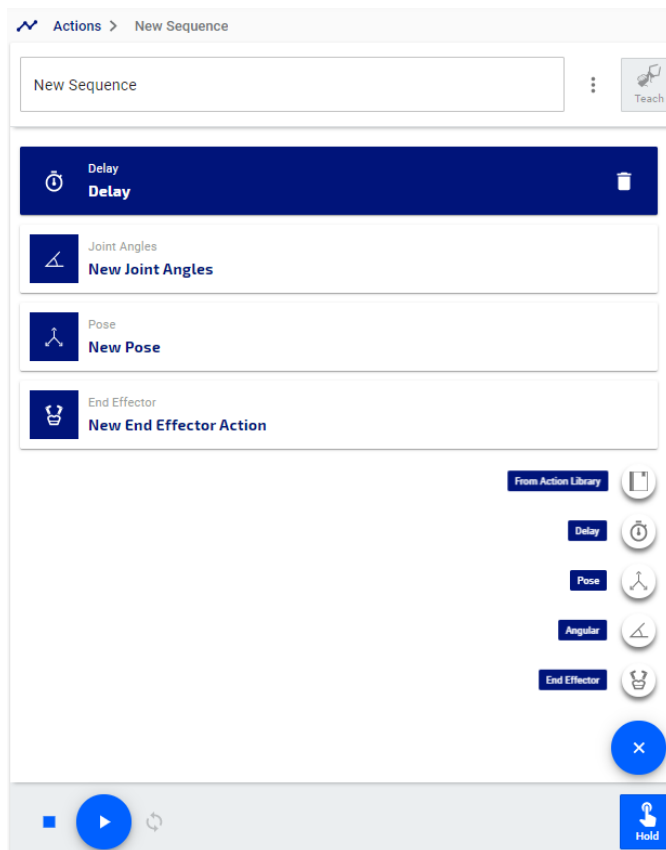 Actions > New Sequence
New Sequence
Teach
Delay
Delay
Joint Angles
New Joint Angles
Pose
New Pose
End Effector
New End Effector Action
From Action Library
Delay
Pose
Angular
End Effector
Hold